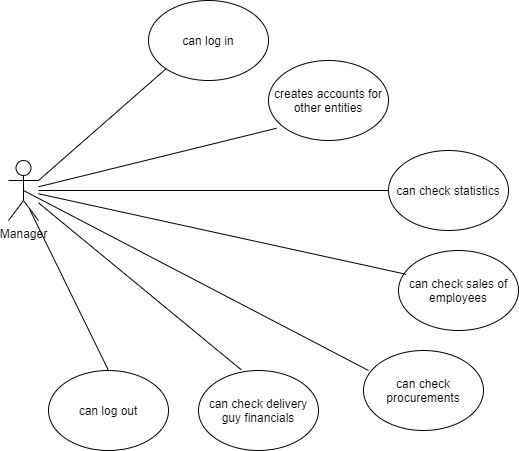 can log in
creates accounts for
other entities
can check statistics
Manager
can check sales of
employees
can check
procurements
can check delivery
guy financials
can log out